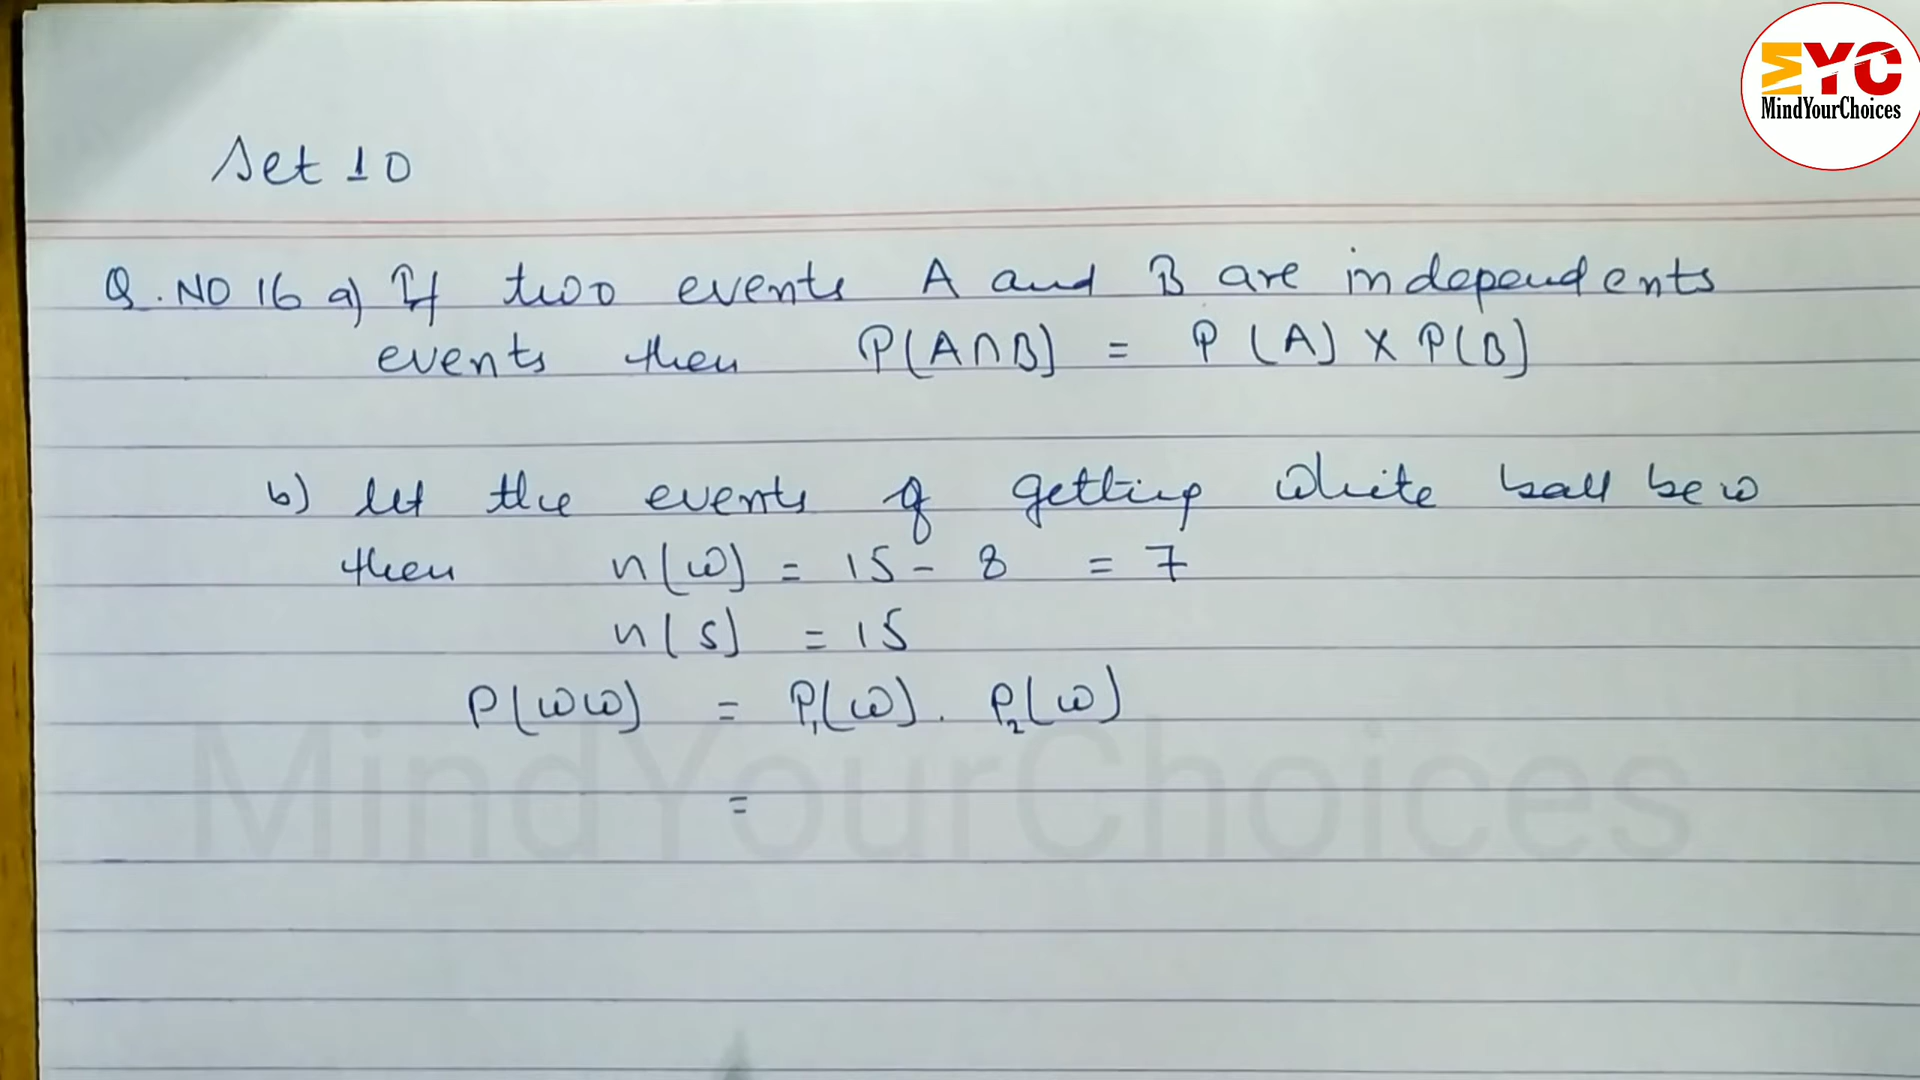 MYC
MindYourChoices
Set 10
Q.NO 16 a) If two events A and B are independents
events then P(A∩B) = P(A) × P(B)
b) let the events of getting white ball be w
then n(w) = 15 - 8 = 7
n(s) = 15
P(ww) = P₁(w) . P₂(w)
=
MindYourChoices